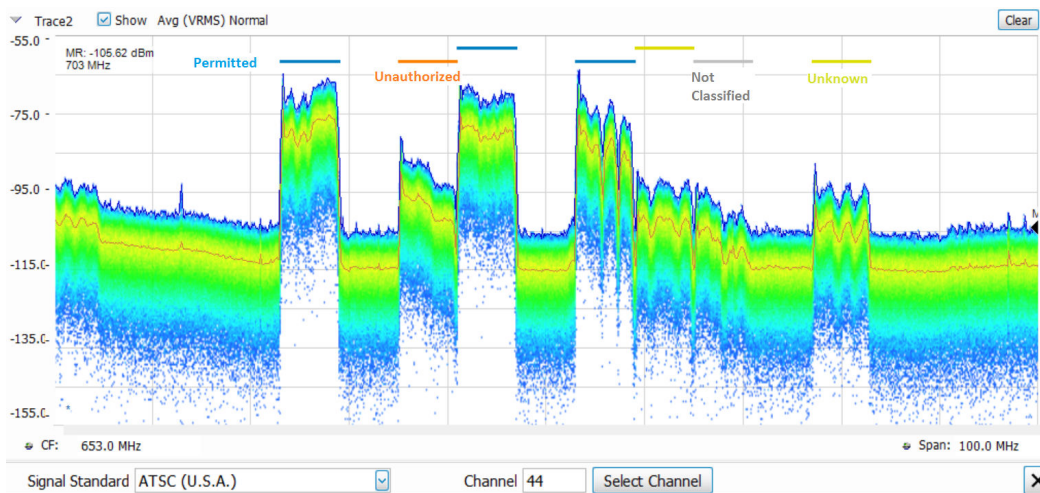 Trace2 Show Avg (VRMS) Normal Clear
-55.0
MR: -105.62 dBm
703 MHz
Permitted
Unauthorized
Not
Classified
Unknown
-75.0
-95.0
M
-115.0
-135.0
-155.0
CF: 653.0 MHz Span: 100.0 MHz
Signal Standard ATSC (U.S.A.) Channel 44 Select Channel X